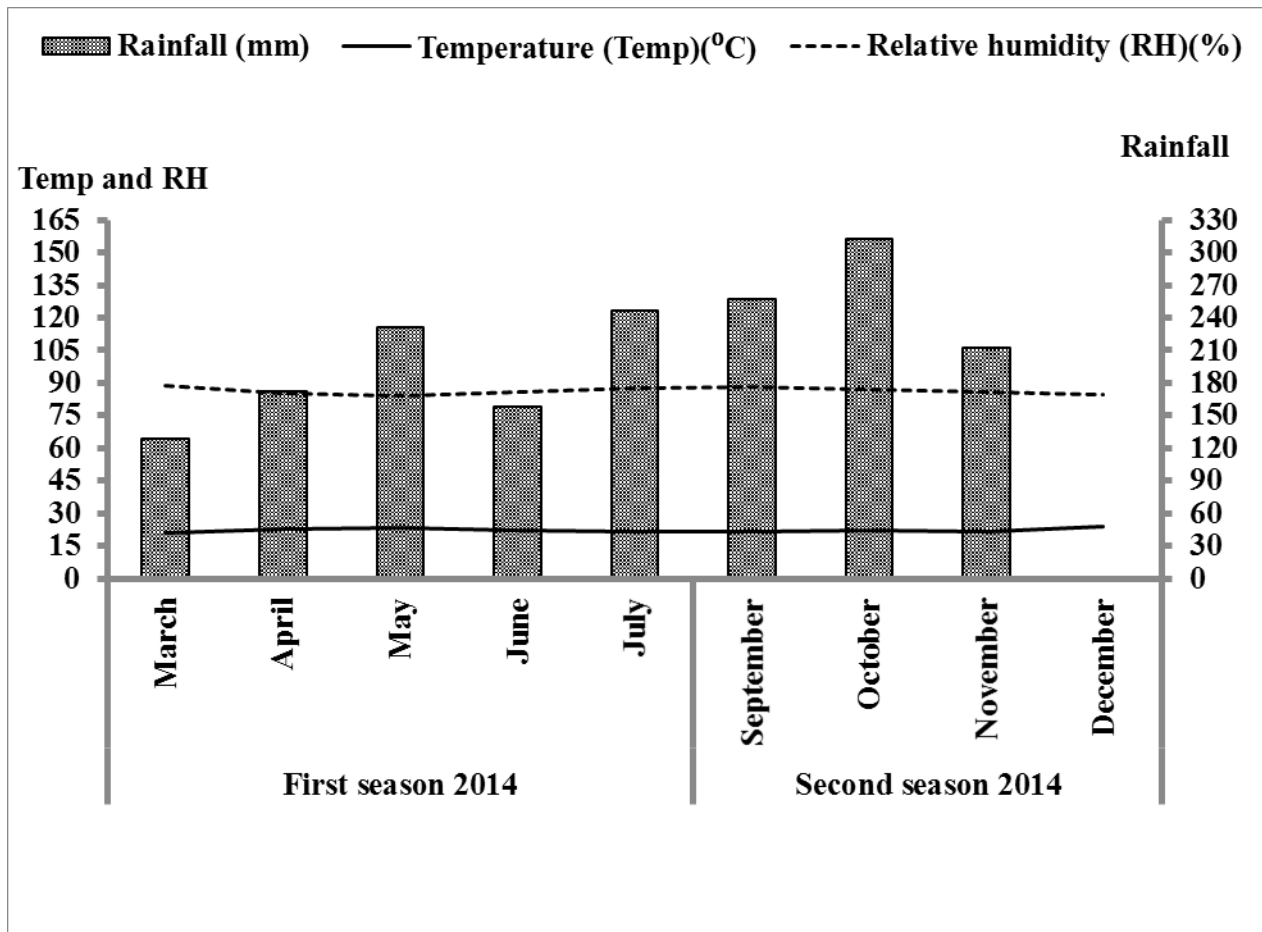 Rainfall (mm) Temperature (Temp)(⁰C) Relative humidity (RH)(%)
Rainfall
Temp and RH
165 330
150 300
135 270
120 240
105 210
90 180
75 150
60 120
45 90
30 60
15 30
0 0
March April May June July September October November December
First season 2014 Second season 2014